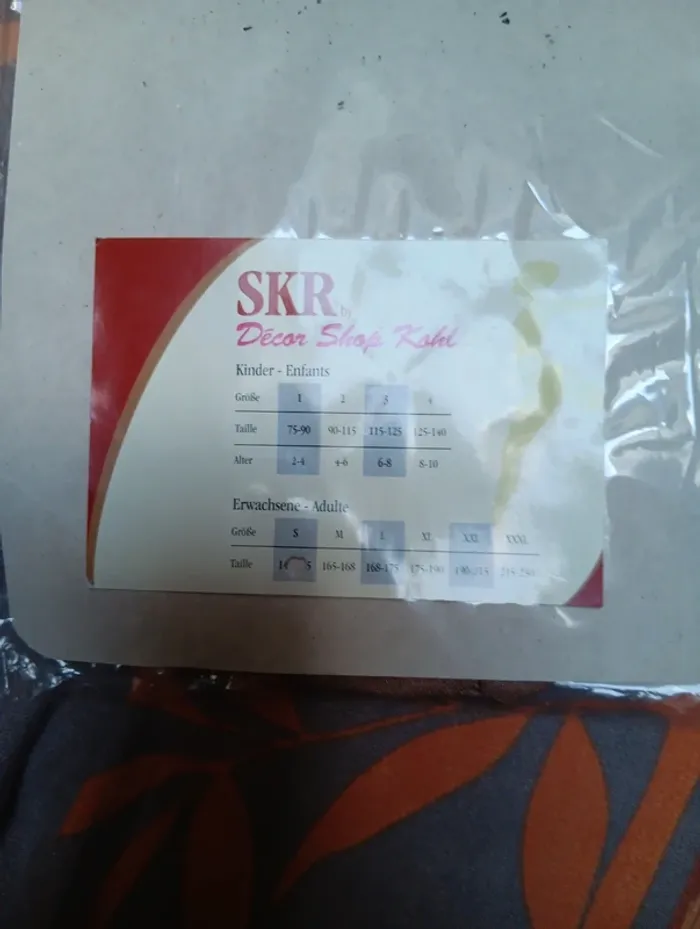 SKR by
Décor Shop Kohl
Kinder - Enfants
Größe 1 2 3 4
Taille 75-90 90-115 115-125 125-140
Alter 2-4 4-6 6-8 8-10
Erwachsene - Adulte
Größe S M L XL XXL XXXL
Taille 165-168 168-175 175-190